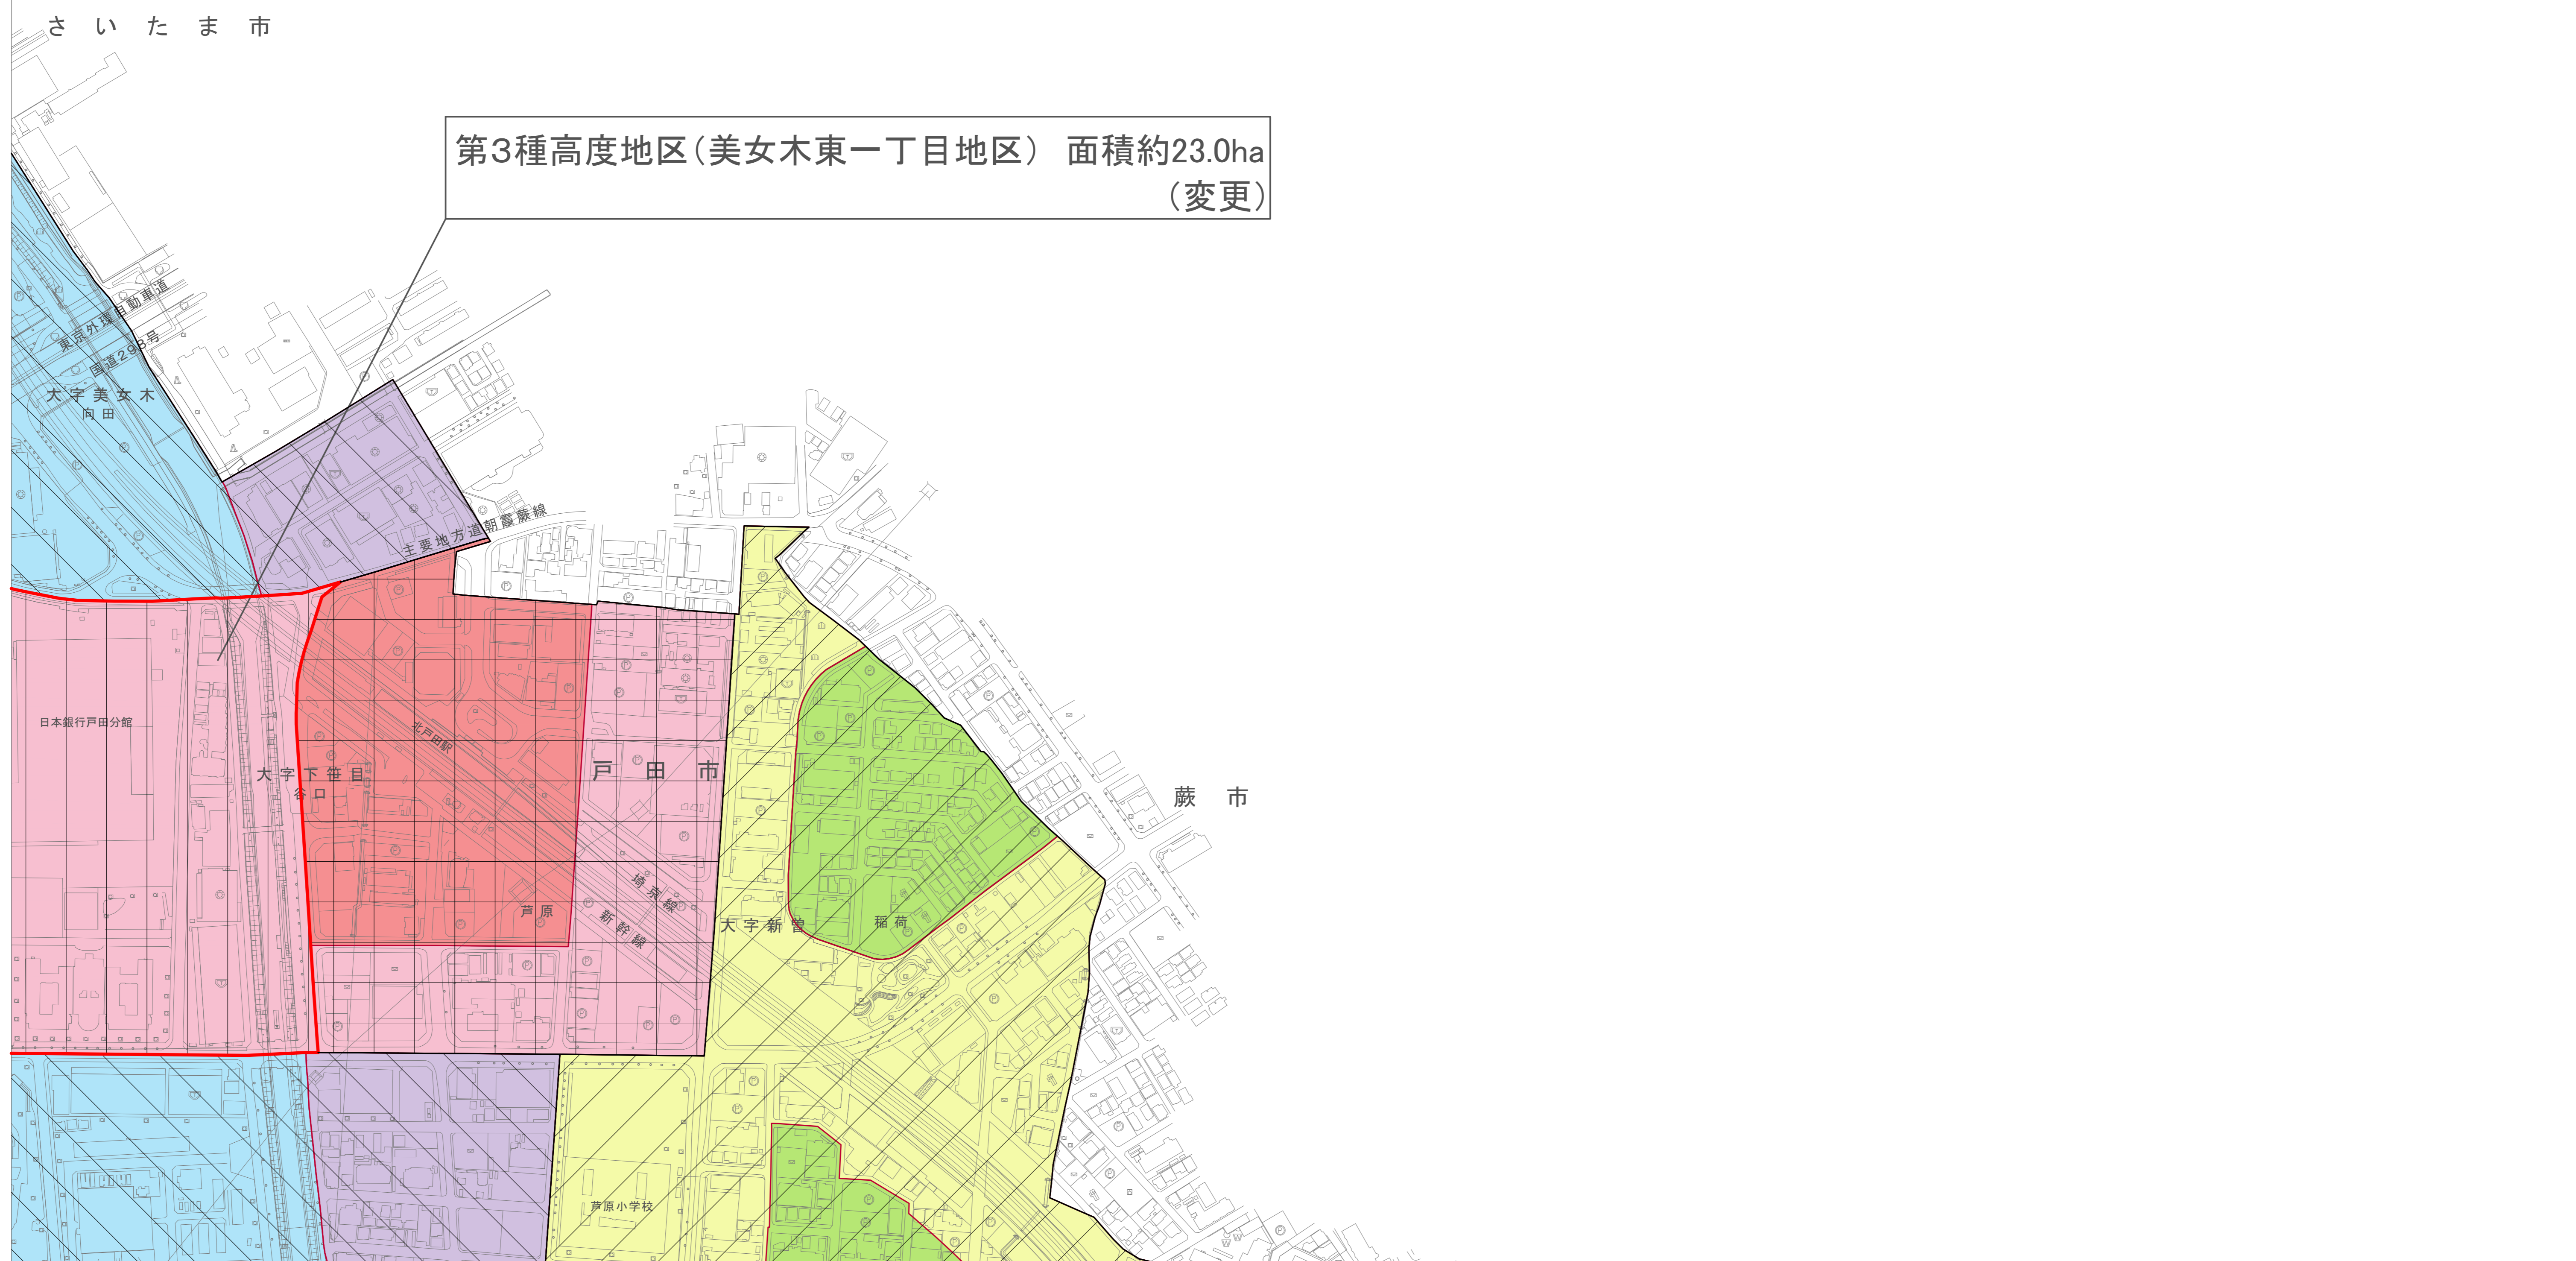 さいたま市
第３種高度地区（美女木東一丁目地区）　面積約23.0ha
（変更）
東京外環自動車道
国道298号
大字美女木
向田
主要地方道朝霞蕨線
日本銀行戸田分館
北戸田駅
大字下笹目
谷口
戸田市
蕨市
埼京線
新幹線
芦原
大字新曽
稲荷
芦原小学校